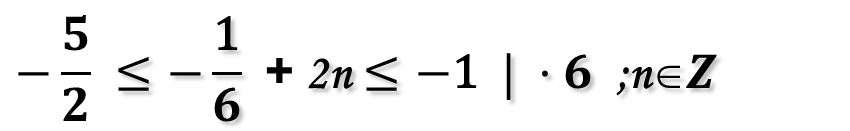 −5/2 ≤ −1/6 + 2n ≤ −1 | · 6 ;n∈Z